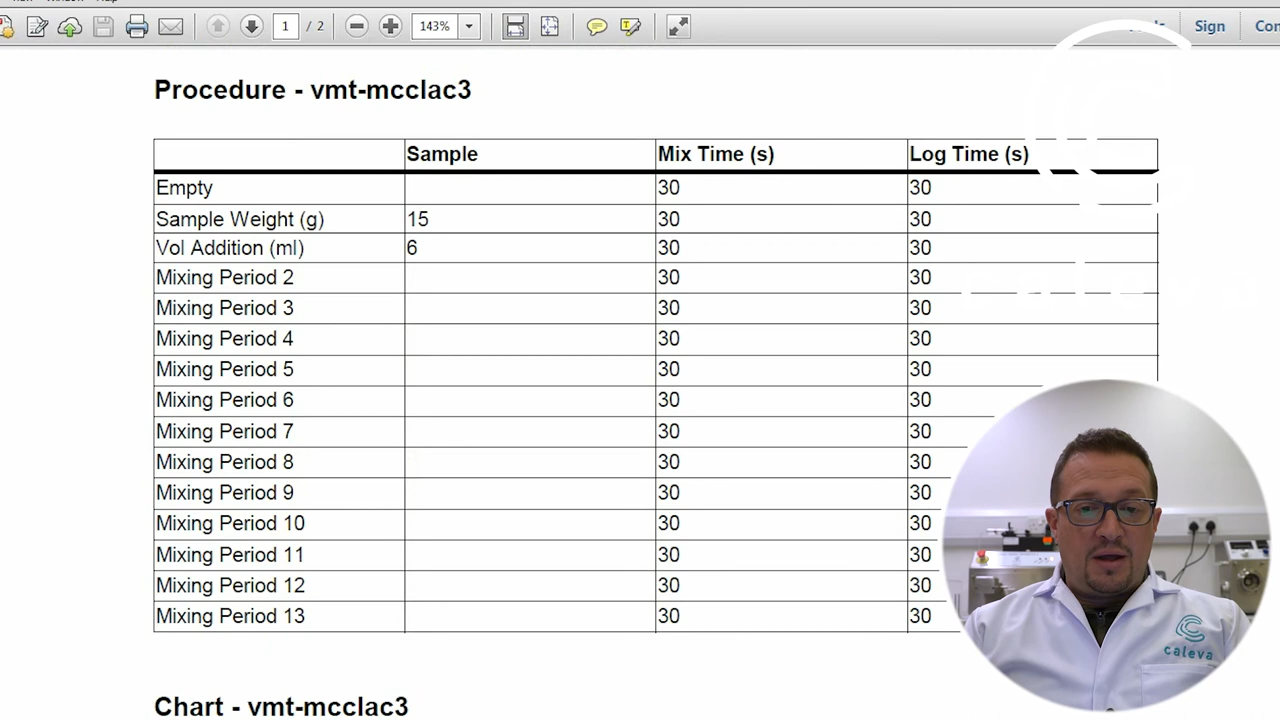 1 / 2 143% Sign
Procedure - vmt-mcclac3
Sample Mix Time (s) Log Time (s)
Empty 30 30
Sample Weight (g) 15 30 30
Vol Addition (ml) 6 30 30
Mixing Period 2 30 30
Mixing Period 3 30 30
Mixing Period 4 30 30
Mixing Period 5 30 30
Mixing Period 6 30 30
Mixing Period 7 30 30
Mixing Period 8 30 30
Mixing Period 9 30 30
Mixing Period 10 30 30
Mixing Period 11 30 30
Mixing Period 12 30 30
Mixing Period 13 30 30
caleva
Chart - vmt-mcclac3